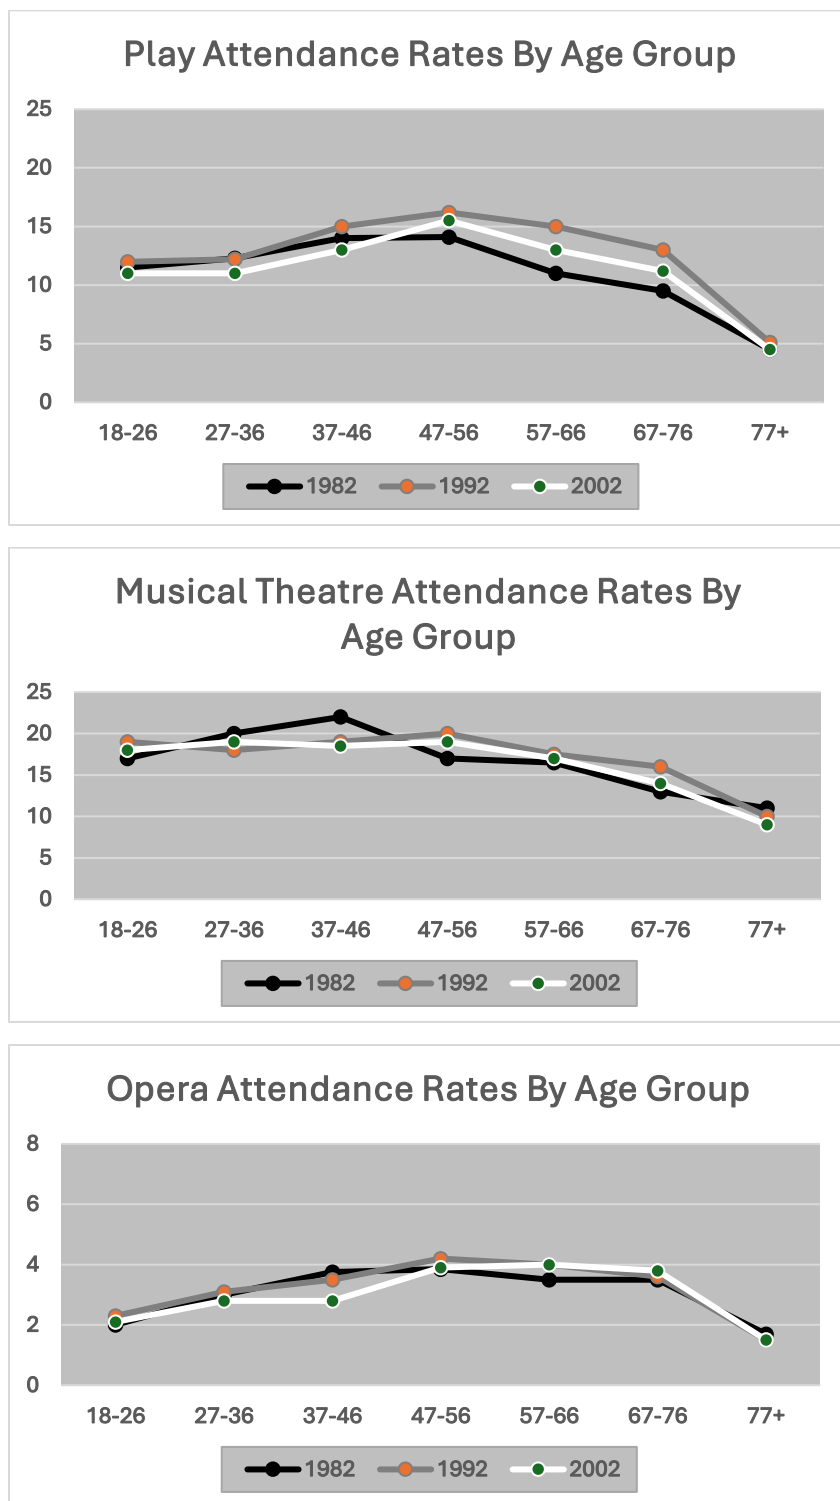 Play Attendance Rates By Age Group
25
20
15
10
5
0
18-26 27-36 37-46 47-56 57-66 67-76 77+
1982 1992 2002
Musical Theatre Attendance Rates By
Age Group
25
20
15
10
5
0
18-26 27-36 37-46 47-56 57-66 67-76 77+
1982 1992 2002
Opera Attendance Rates By Age Group
8
6
4
2
0
18-26 27-36 37-46 47-56 57-66 67-76 77+
1982 1992 2002